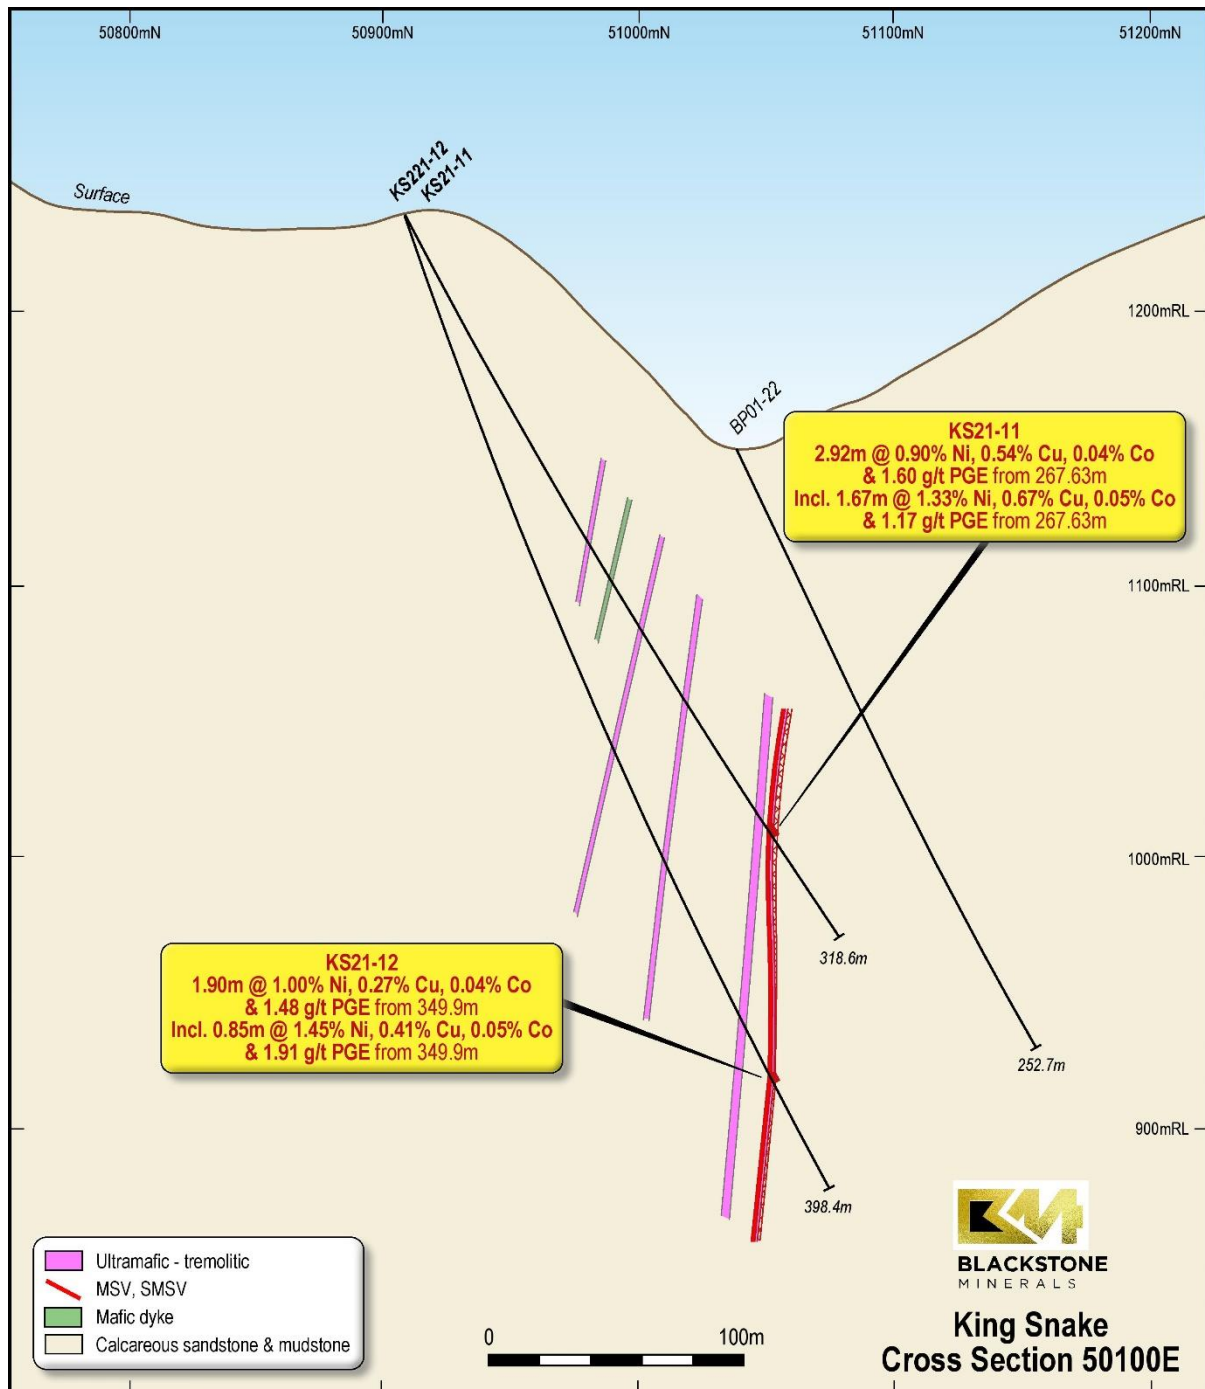 50800mN
50900mN
51000mN
51100mN
51200mN
Surface
KS221-12
KS21-11
1200mRL
BP01-22
KS21-11
2.92m @ 0.90% Ni, 0.54% Cu, 0.04% Co
& 1.60 g/t PGE from 267.63m
Incl. 1.67m @ 1.33% Ni, 0.67% Cu, 0.05% Co
& 1.17 g/t PGE from 267.63m
1100mRL
1000mRL
318.6m
KS21-12
1.90m @ 1.00% Ni, 0.27% Cu, 0.04% Co
& 1.48 g/t PGE from 349.9m
Incl. 0.85m @ 1.45% Ni, 0.41% Cu, 0.05% Co
& 1.91 g/t PGE from 349.9m
252.7m
900mRL
398.4m
Ultramafic - tremolitic
MSV, SMSV
Mafic dyke
Calcareous sandstone & mudstone
0 100m
BM
BLACKSTONE
MINERALS
King Snake
Cross Section 50100E